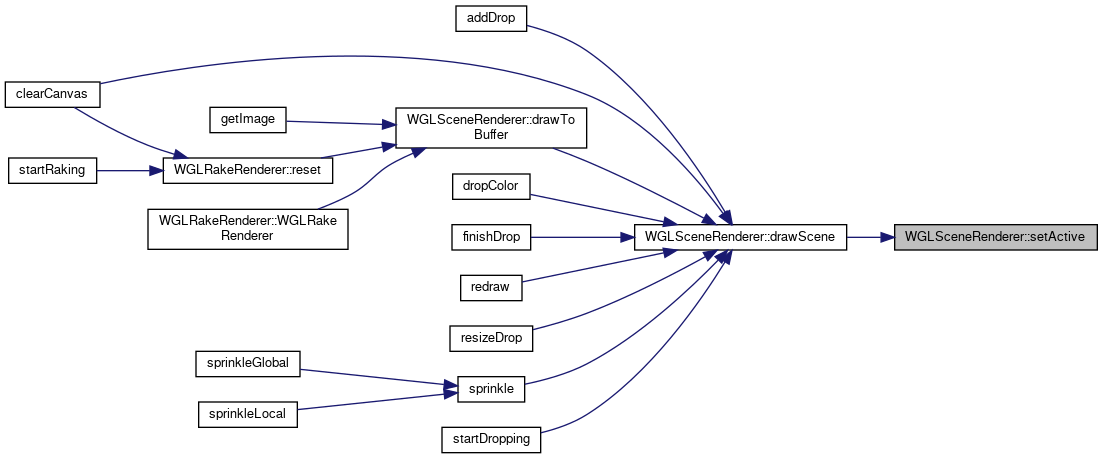 addDrop
clearCanvas
getImage
WGLSceneRenderer::drawTo
Buffer
startRaking
WGLRakeRenderer::reset
dropColor
WGLRakeRenderer::WGLRake
Renderer
finishDrop
WGLSceneRenderer::drawScene
WGLSceneRenderer::setActive
redraw
resizeDrop
sprinkleGlobal
sprinkle
sprinkleLocal
startDropping